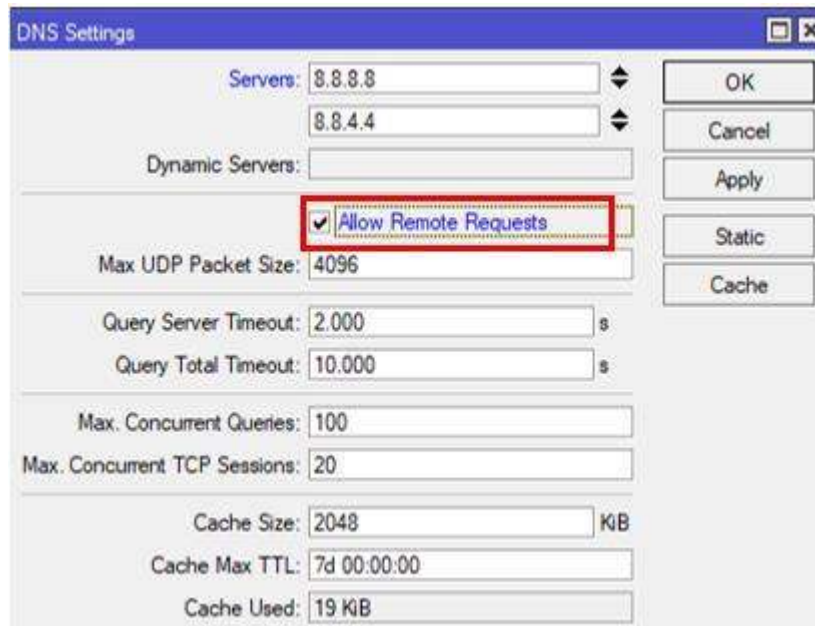 DNS Settings
Servers: 8.8.8.8
8.8.4.4
Dynamic Servers:
Allow Remote Requests
Max UDP Packet Size: 4096
Query Server Timeout: 2.000 s
Query Total Timeout: 10.000 s
Max. Concurrent Queries: 100
Max. Concurrent TCP Sessions: 20
Cache Size: 2048 KiB
Cache Max TTL: 7d 00:00:00
Cache Used: 19 KiB
OK
Cancel
Apply
Static
Cache